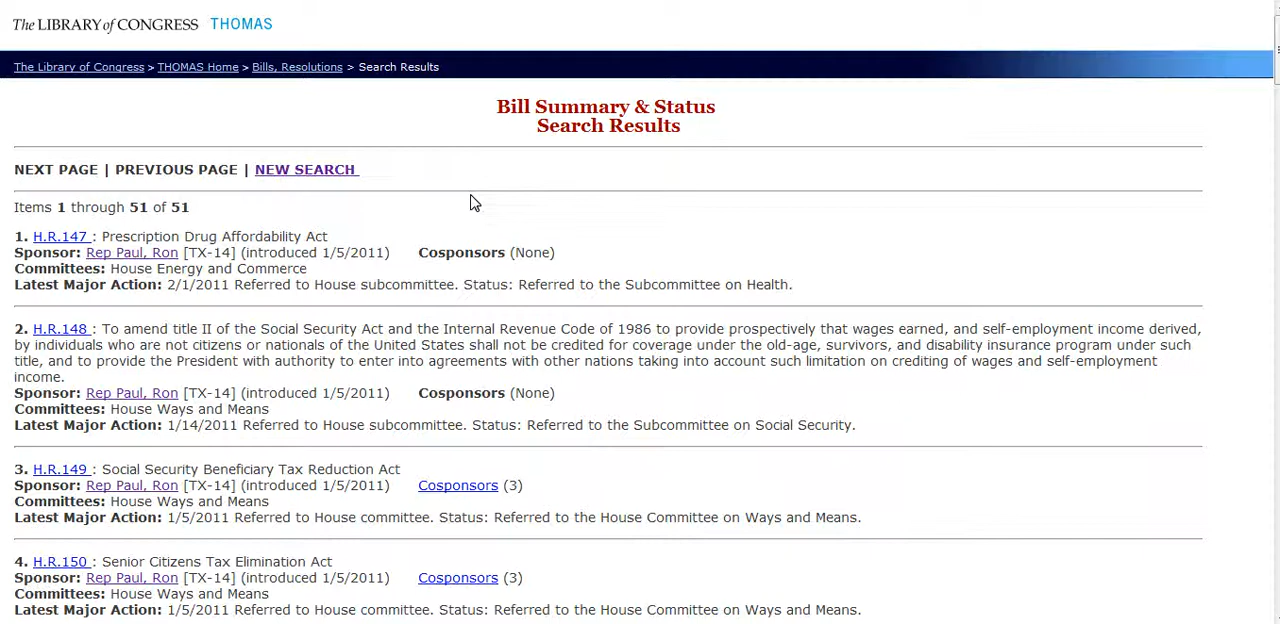 The LIBRARY of CONGRESS THOMAS
The Library of Congress > THOMAS Home > Bills, Resolutions > Search Results
Bill Summary & Status
Search Results
NEXT PAGE | PREVIOUS PAGE | NEW SEARCH
Items 1 through 51 of 51
1. H.R.147 : Prescription Drug Affordability Act
Sponsor: Rep Paul, Ron [TX-14] (introduced 1/5/2011) Cosponsors (None)
Committees: House Energy and Commerce
Latest Major Action: 2/1/2011 Referred to House subcommittee. Status: Referred to the Subcommittee on Health.
2. H.R.148 : To amend title II of the Social Security Act and the Internal Revenue Code of 1986 to provide prospectively that wages earned, and self-employment income derived,
by individuals who are not citizens or nationals of the United States shall not be credited for coverage under the old-age, survivors, and disability insurance program under such
title, and to provide the President with authority to enter into agreements with other nations taking into account such limitation on crediting of wages and self-employment
income.
Sponsor: Rep Paul, Ron [TX-14] (introduced 1/5/2011) Cosponsors (None)
Committees: House Ways and Means
Latest Major Action: 1/14/2011 Referred to House subcommittee. Status: Referred to the Subcommittee on Social Security.
3. H.R.149 : Social Security Beneficiary Tax Reduction Act
Sponsor: Rep Paul, Ron [TX-14] (introduced 1/5/2011) Cosponsors (3)
Committees: House Ways and Means
Latest Major Action: 1/5/2011 Referred to House committee. Status: Referred to the House Committee on Ways and Means.
4. H.R.150 : Senior Citizens Tax Elimination Act
Sponsor: Rep Paul, Ron [TX-14] (introduced 1/5/2011) Cosponsors (3)
Committees: House Ways and Means
Latest Major Action: 1/5/2011 Referred to House committee. Status: Referred to the House Committee on Ways and Means.